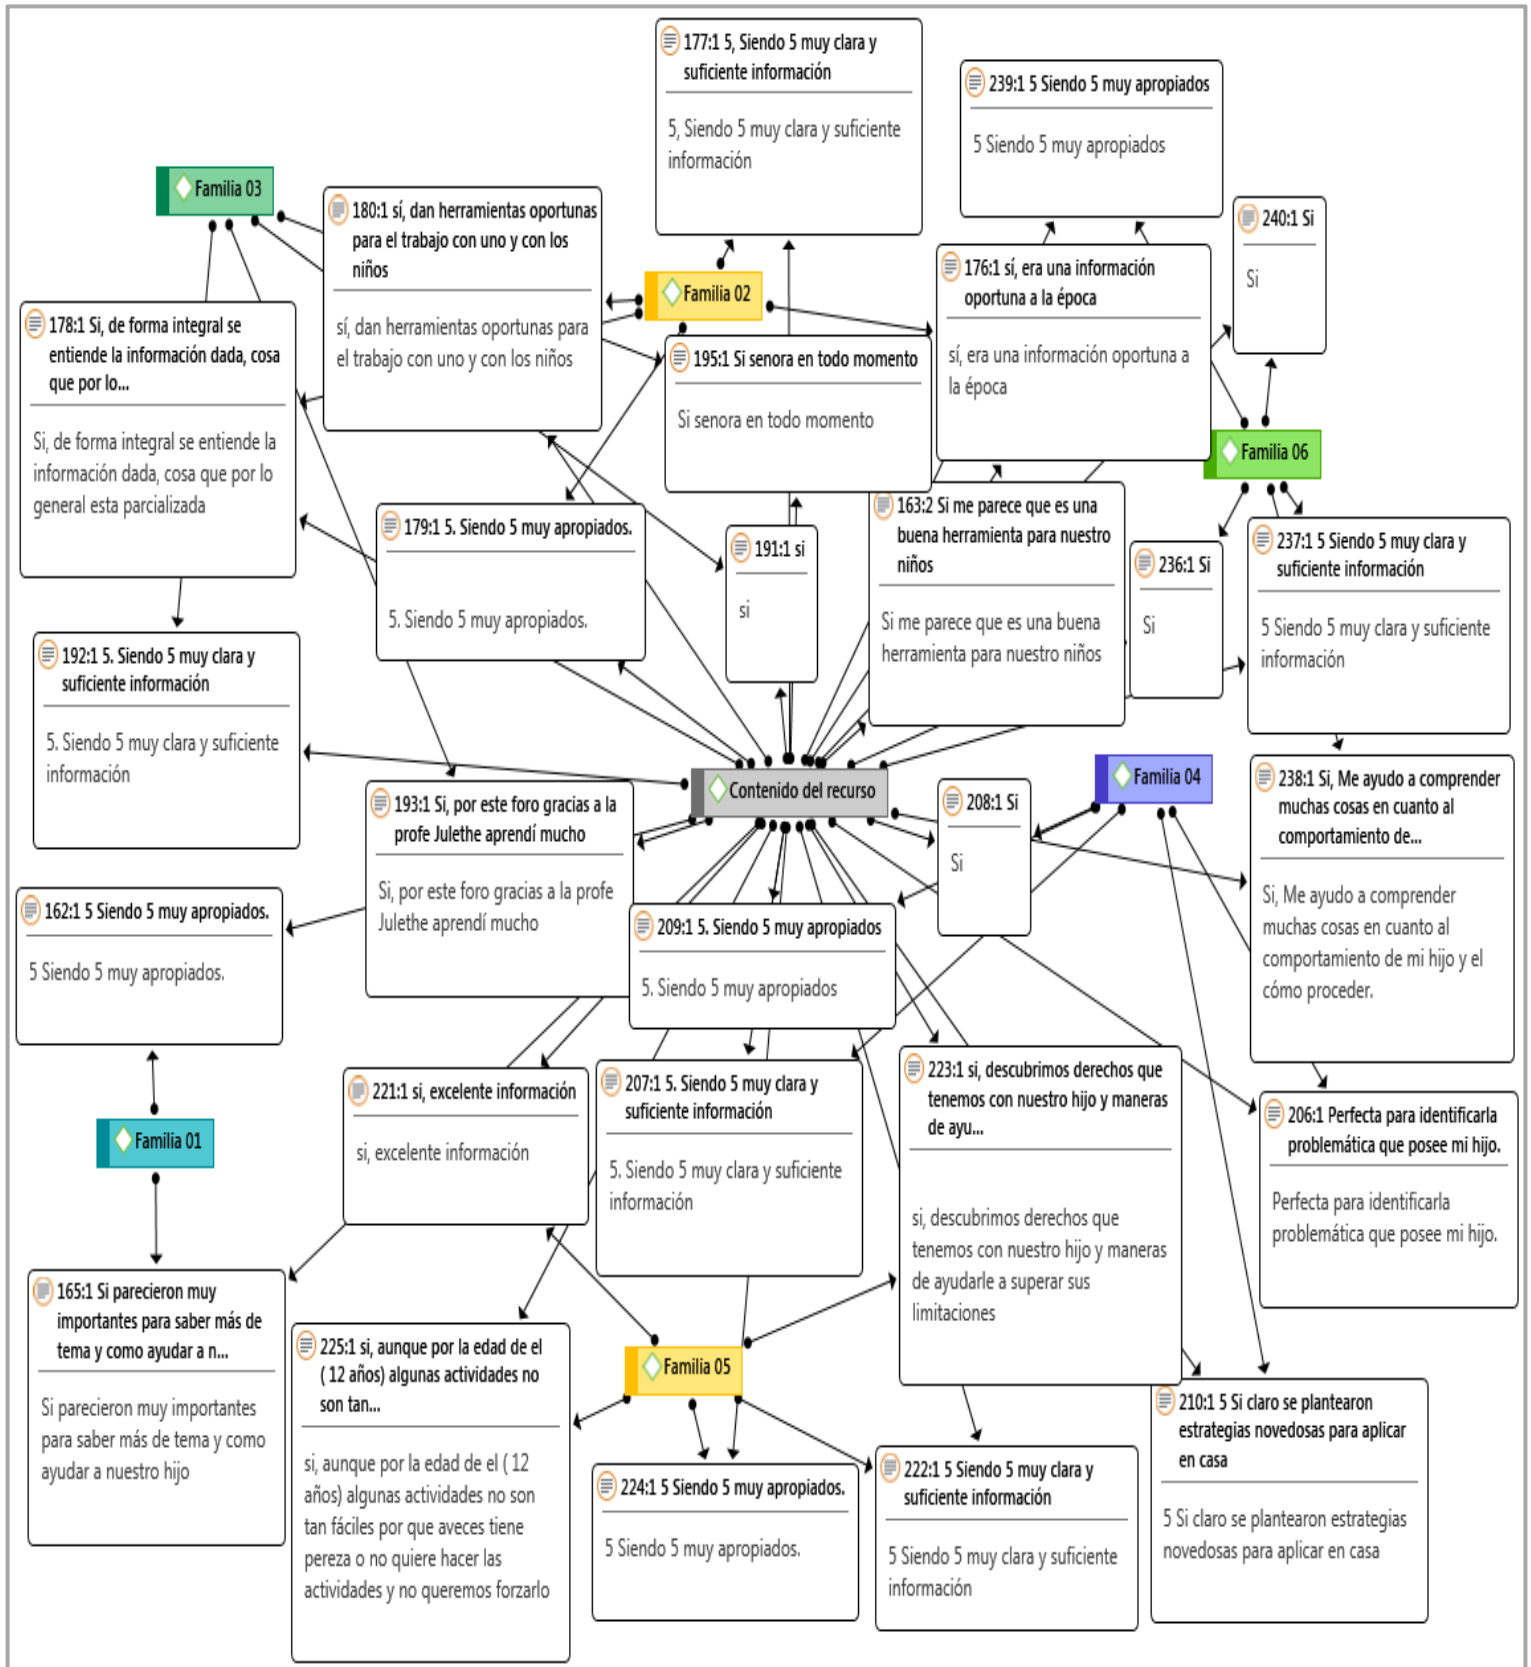 177:1 5, Siendo 5 muy clara y
suficiente información
5, Siendo 5 muy clara y suficiente
información
239:1 5 Siendo 5 muy apropiados
5 Siendo 5 muy apropiados
Familia 03
180:1 sí, dan herramientas oportunas
para el trabajo con uno y con los
niños
sí, dan herramientas oportunas para
el trabajo con uno y con los niños
240:1 Si
Si
Familia 02
176:1 sí, era una información
oportuna a la época
sí, era una información oportuna a
la época
178:1 Si, de forma integral se
entiende la información dada, cosa
que por lo...
Si, de forma integral se entiende la
información dada, cosa que por lo
general esta parcializada
195:1 Si senora en todo momento
Si senora en todo momento
Familia 06
179:1 5. Siendo 5 muy apropiados.
5. Siendo 5 muy apropiados.
191:1 si
si
163:2 Si me parece que es una
buena herramienta para nuestro
niños
Si me parece que es una buena
herramienta para nuestro niños
236:1 Si
Si
237:1 5 Siendo 5 muy clara y
suficiente información
5 Siendo 5 muy clara y suficiente
información
192:1 5. Siendo 5 muy clara y
suficiente información
5. Siendo 5 muy clara y suficiente
información
Contenido del recurso
Familia 04
193:1 Si, por este foro gracias a la
profe Julethe aprendí mucho
Si, por este foro gracias a la profe
Julethe aprendí mucho
208:1 Si
Si
238:1 Si, Me ayudo a comprender
muchas cosas en cuanto al
comportamiento de...
Si, Me ayudo a comprender
muchas cosas en cuanto al
comportamiento de mi hijo y el
cómo proceder.
162:1 5 Siendo 5 muy apropiados.
5 Siendo 5 muy apropiados.
209:1 5. Siendo 5 muy apropiados
5. Siendo 5 muy apropiados
Familia 01
221:1 si, excelente información
si, excelente información
207:1 5. Siendo 5 muy clara y
suficiente información
5. Siendo 5 muy clara y suficiente
información
223:1 si, descubrimos derechos que
tenemos con nuestro hijo y maneras
de ayu...
si, descubrimos derechos que
tenemos con nuestro hijo y maneras
de ayudarle a superar sus
limitaciones
206:1 Perfecta para identificarla
problemática que posee mi hijo.
Perfecta para identificarla
problemática que posee mi hijo.
165:1 Si parecieron muy
importantes para saber más de
tema y como ayudar a n...
Si parecieron muy importantes
para saber más de tema y como
ayudar a nuestro hijo
225:1 si, aunque por la edad de el
( 12 años) algunas actividades no
son tan...
si, aunque por la edad de el ( 12
años) algunas actividades no son
tan fáciles por que aveces tiene
pereza o no quiere hacer las
actividades y no queremos forzarlo
Familia 05
224:1 5 Siendo 5 muy apropiados.
5 Siendo 5 muy apropiados.
222:1 5 Siendo 5 muy clara y
suficiente información
5 Siendo 5 muy clara y suficiente
información
210:1 5 Si claro se plantearon
estrategias novedosas para aplicar
en casa
5 Si claro se plantearon estrategias
novedosas para aplicar en casa